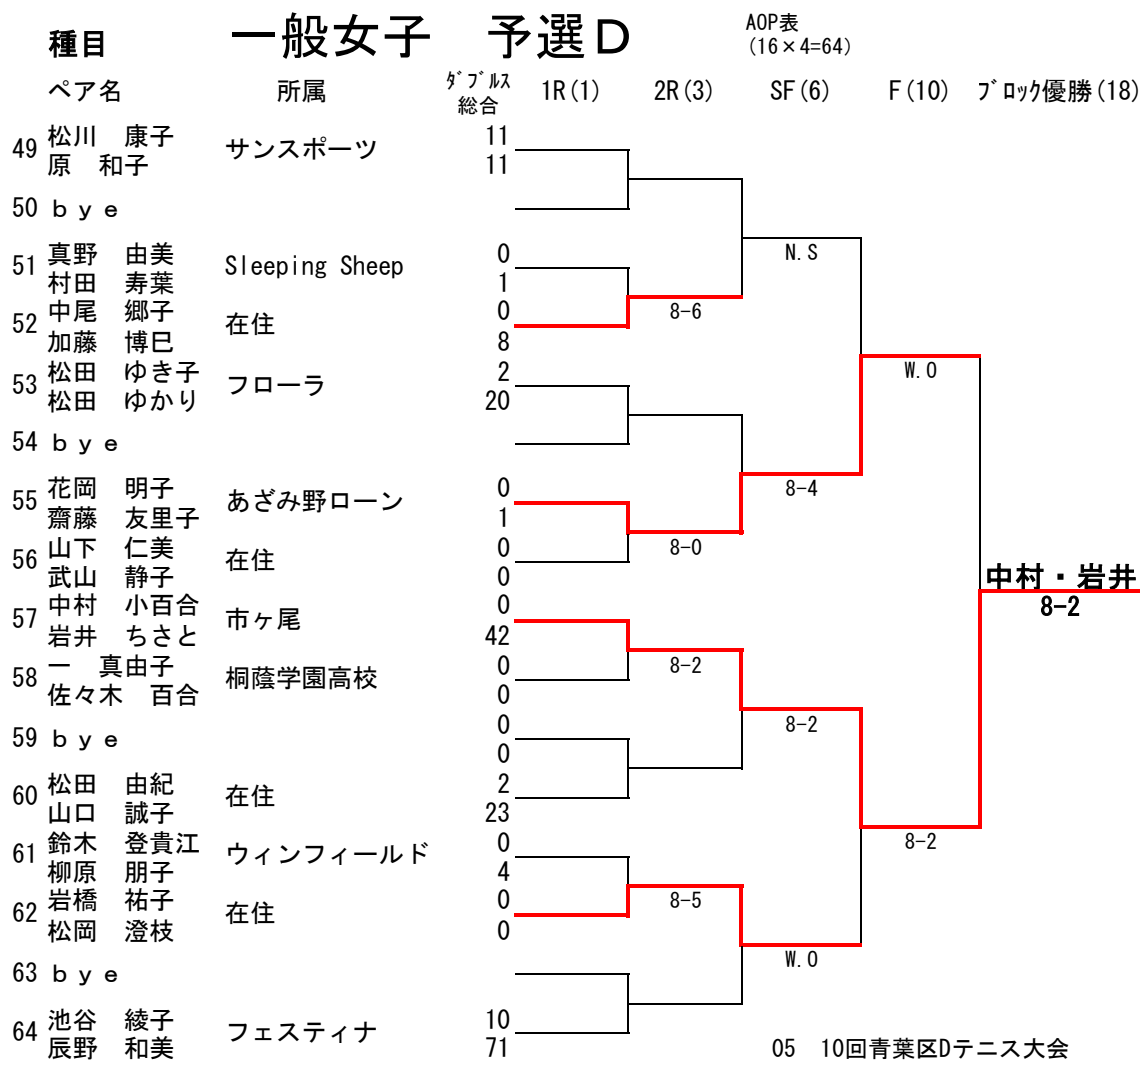 種目 一般女子 予選D AOP表
(16×4=64)
ペア名 所属 ﾀﾞﾌﾞﾙｽ 総合 1R(1) 2R(3) SF(6) F(10) ﾌﾞﾛｯｸ優勝(18)
49 松川 康子 サンスポーツ 11
原 和子 11
50 ｂｙｅ
N.S
51 真野 由美 Sleeping Sheep 0
村田 寿葉 1
8-6
52 中尾 郷子 在住 0
加藤 博巳 8
W.O
53 松田 ゆき子 フローラ 2
松田 ゆかり 20
54 ｂｙｅ
8-4
55 花岡 明子 あざみ野ローン 0
齋藤 友里子 1
8-0
56 山下 仁美 在住 0
武山 静子 0
中村・岩井
8-2
57 中村 小百合 市ヶ尾 0
岩井 ちさと 42
8-2
58 一 真由子 桐蔭学園高校 0
佐々木 百合 0
8-2
59 ｂｙｅ 0
0
60 松田 由紀 在住 2
山口 誠子 23
8-2
61 鈴木 登貴江 ウィンフィールド 0
柳原 朋子 4
8-5
62 岩橋 祐子 在住 0
松岡 澄枝 0
W.O
63 ｂｙｅ
64 池谷 綾子 フェスティナ 10
辰野 和美 71
05 10回青葉区Dテニス大会